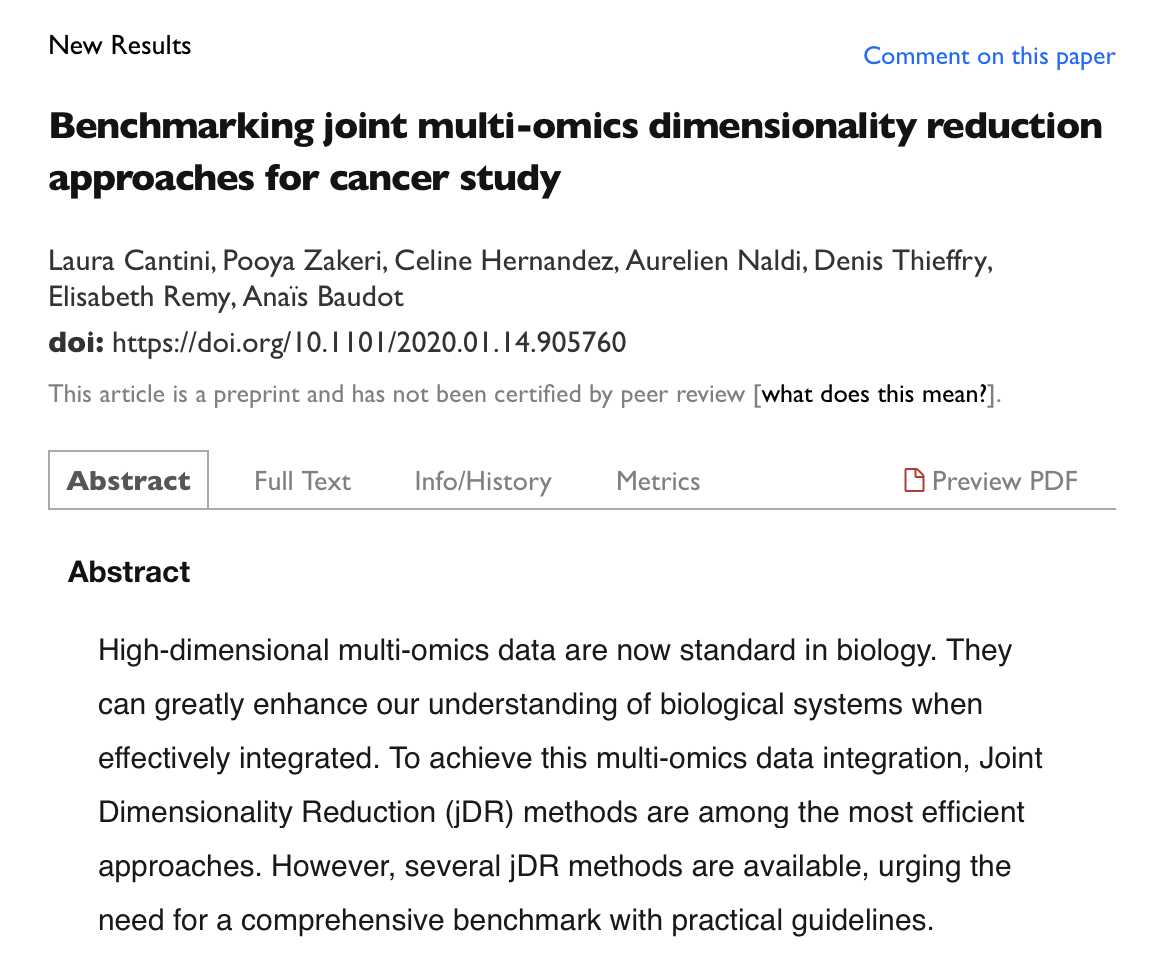 New Results
Comment on this paper
Benchmarking joint multi-omics dimensionality reduction
approaches for cancer study
Laura Cantini, Pooya Zakeri, Celine Hernandez, Aurelien Naldi, Denis Thieffry,
Elisabeth Remy, Anaïs Baudot
doi: https://doi.org/10.1101/2020.01.14.905760
This article is a preprint and has not been certified by peer review [what does this mean?].
Abstract Full Text Info/History Metrics Preview PDF
Abstract
High-dimensional multi-omics data are now standard in biology. They
can greatly enhance our understanding of biological systems when
effectively integrated. To achieve this multi-omics data integration, Joint
Dimensionality Reduction (jDR) methods are among the most efficient
approaches. However, several jDR methods are available, urging the
need for a comprehensive benchmark with practical guidelines.